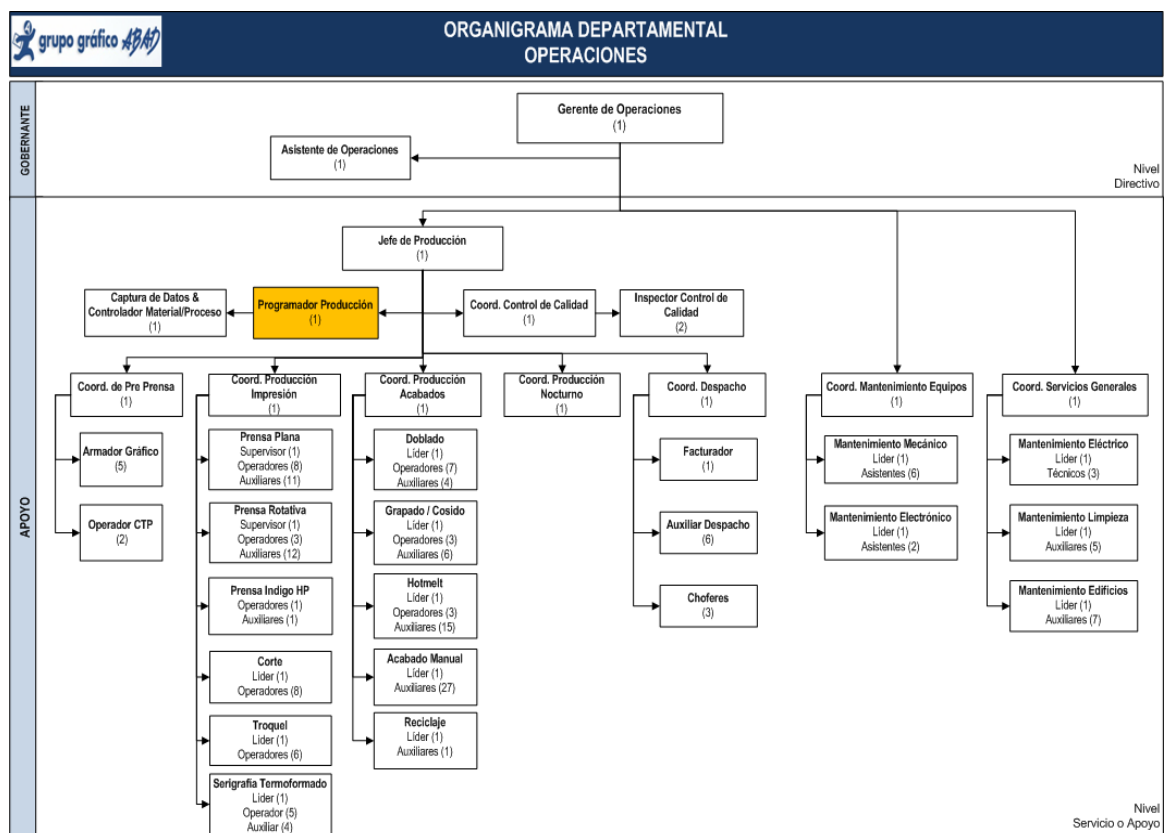 grupo gráfico ABAD
ORGANIGRAMA DEPARTAMENTAL
OPERACIONES
GOBERNANTE
Gerente de Operaciones
(1)
Asistente de Operaciones
(1)
Nivel
Directivo
APOYO
Jefe de Producción
(1)
Captura de Datos &
Controlador Material/Proceso
(1)
Programador Producción
(1)
Coord. Control de Calidad
(1)
Inspector Control de
Calidad
(2)
Coord. de Pre Prensa
(1)
Coord. Producción
Impresión
(1)
Coord. Producción
Acabados
(1)
Coord. Producción
Nocturno
(1)
Coord. Despacho
(1)
Coord. Mantenimiento Equipos
(1)
Coord. Servicios Generales
(1)
Armador Gráfico
(5)
Operador CTP
(2)
Prensa Plana
Supervisor (1)
Operadores (8)
Auxiliares (11)
Prensa Rotativa
Supervisor (1)
Operadores (3)
Auxiliares (12)
Prensa Indigo HP
Operadores (1)
Auxiliares (1)
Corte
Líder (1)
Operadores (8)
Troquel
Líder (1)
Operadores (6)
Serigrafía Termoformado
Líder (1)
Operador (5)
Auxiliar (4)
Doblado
Líder (1)
Operadores (7)
Auxiliares (4)
Grapado / Cosido
Líder (1)
Operadores (3)
Auxiliares (6)
Hotmelt
Líder (1)
Operadores (3)
Auxiliares (15)
Acabado Manual
Líder (1)
Auxiliares (27)
Reciclaje
Líder (1)
Auxiliares (1)
Facturador
(1)
Auxiliar Despacho
(6)
Choferes
(3)
Mantenimiento Mecánico
Líder (1)
Asistentes (6)
Mantenimiento Electrónico
Líder (1)
Asistentes (2)
Mantenimiento Eléctrico
Líder (1)
Técnicos (3)
Mantenimiento Limpieza
Líder (1)
Auxiliares (5)
Mantenimiento Edificios
Líder (1)
Auxiliares (7)
Nivel
Servicio o Apoyo